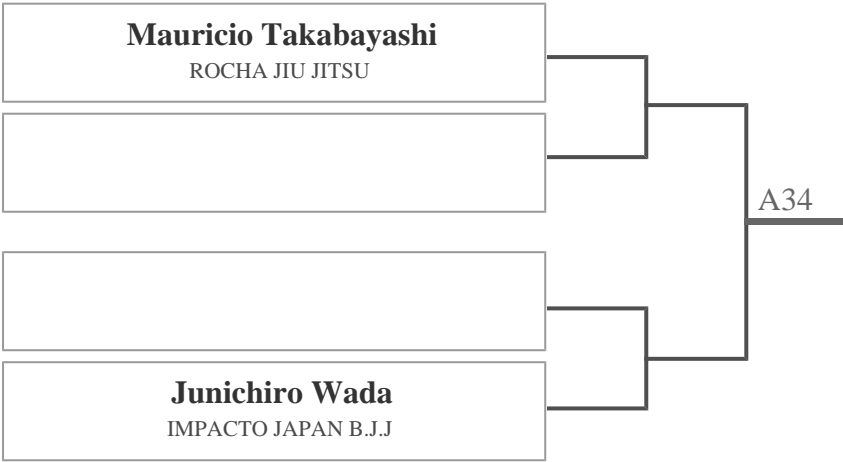 Mauricio Takabayashi
ROCHA JIU JITSU
A34
Junichiro Wada
IMPACTO JAPAN B.J.J